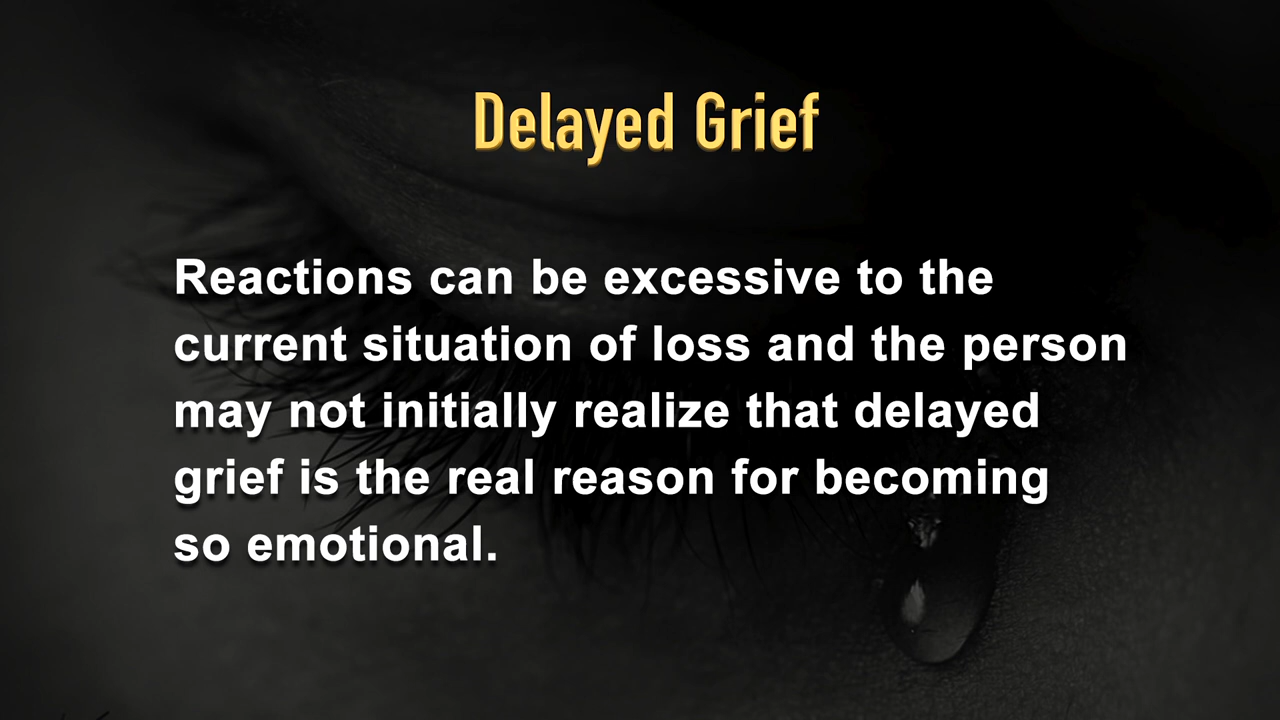 Delayed Grief
Reactions can be excessive to the
current situation of loss and the person
may not initially realize that delayed
grief is the real reason for becoming
so emotional.